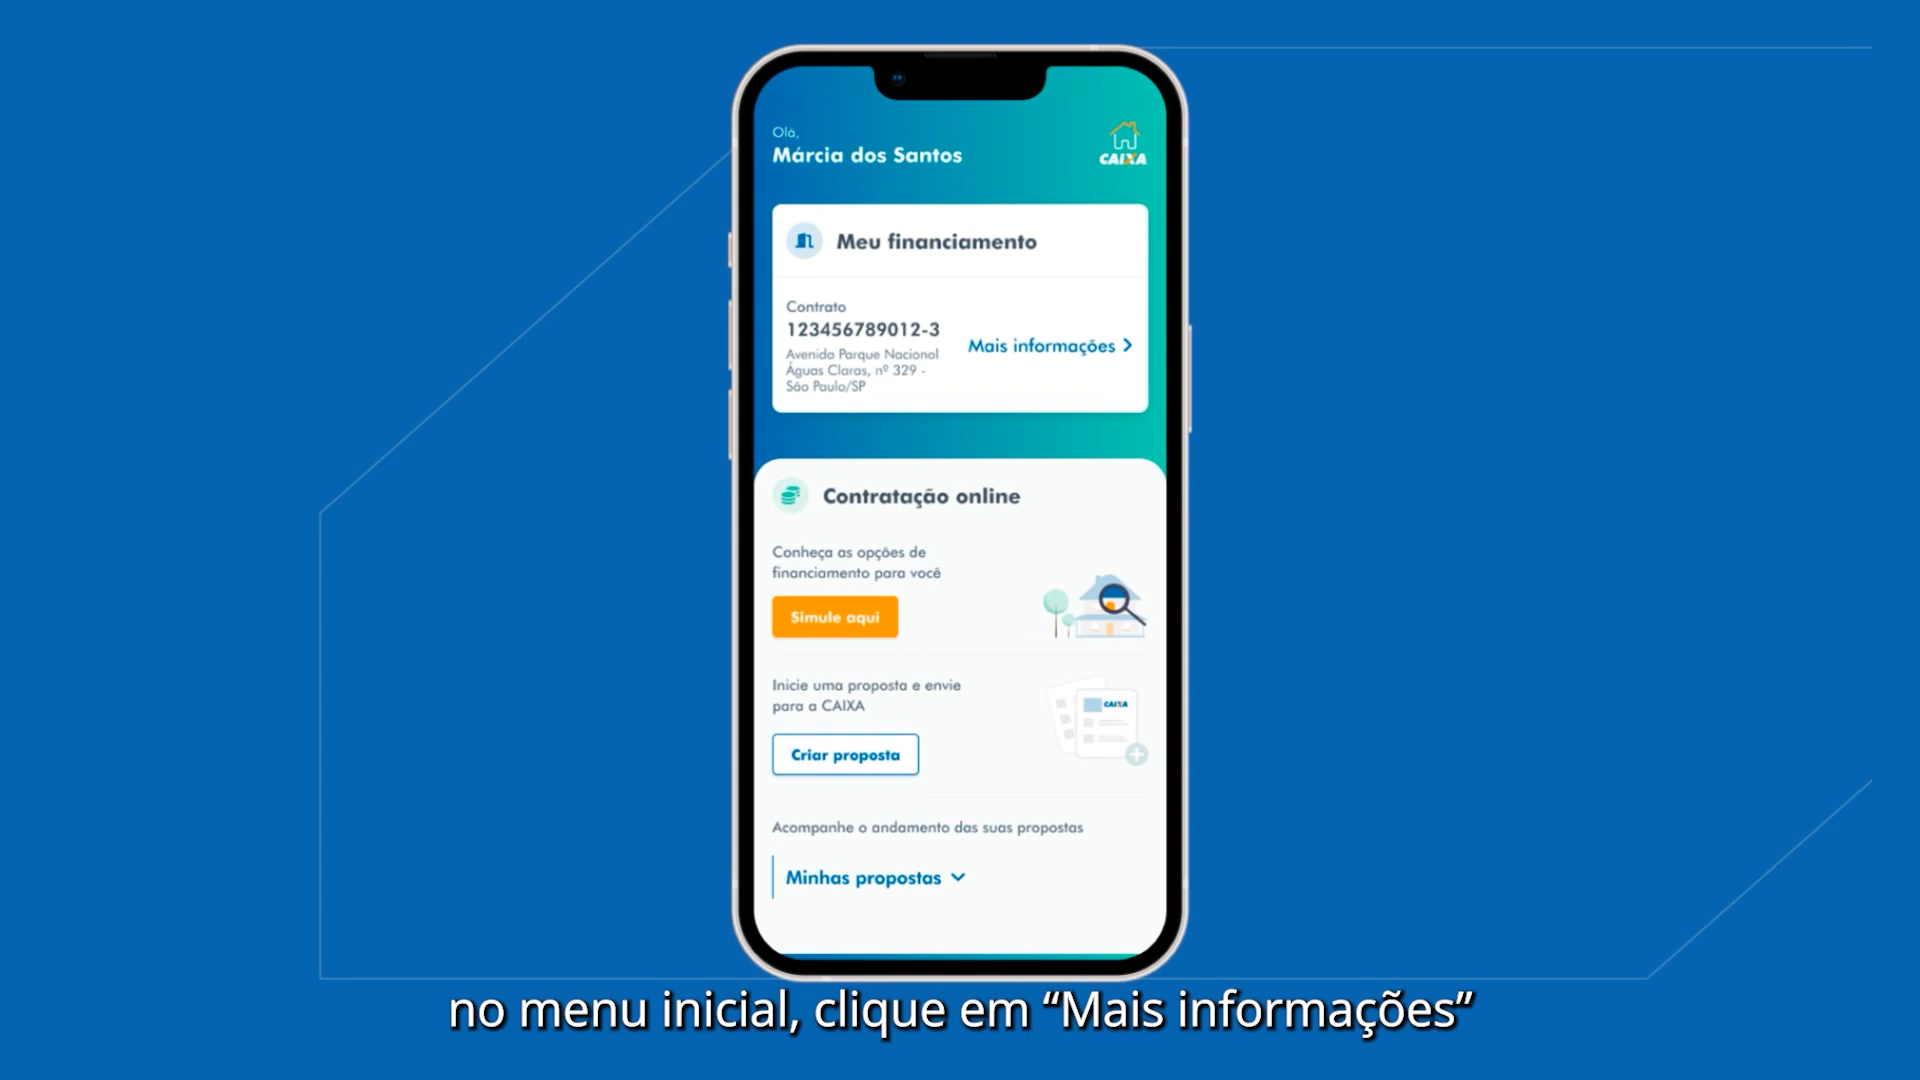 Olá,
Márcia dos Santos
CAIXA
Meu financiamento
Contrato
123456789012-3
Avenida Parque Nacional
Águas Claras, nº 329 -
São Paulo/SP
Mais informações
Contratação online
Conheça as opções de
financiamento para você
Simule aqui
Inicie uma proposta e envie
para a CAIXA
CAIXA
Criar proposta
Acompanhe o andamento das suas propostas
Minhas propostas
no menu inicial, clique em “Mais informações”